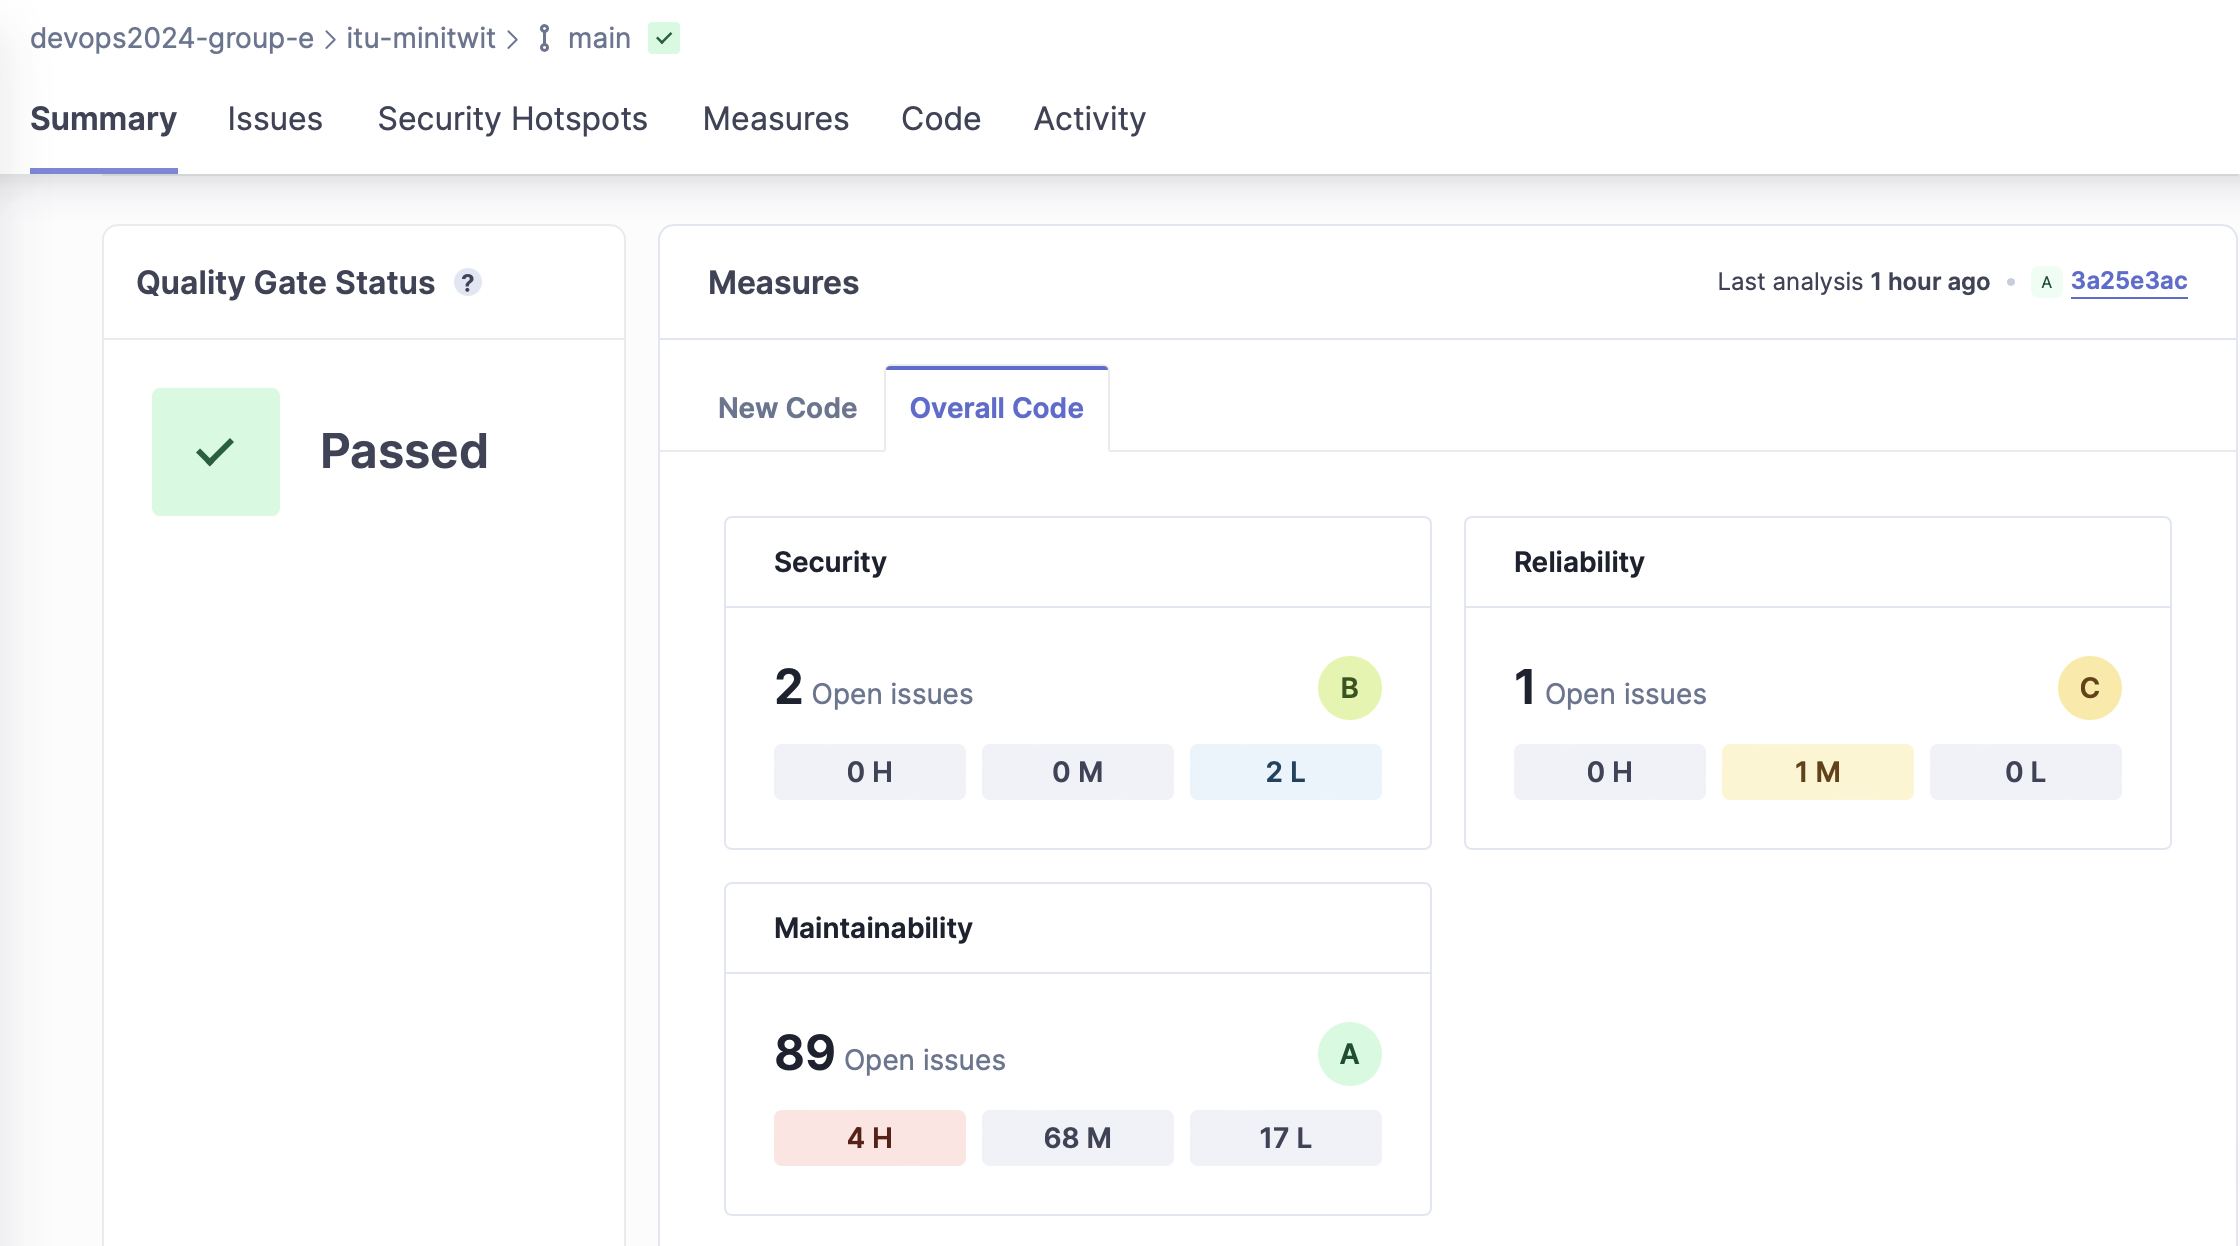 devops2024-group-e > itu-minitwit > main
Summary Issues Security Hotspots Measures Code Activity
Quality Gate Status ?
Passed
Measures
Last analysis 1 hour ago • A 3a25e3ac
New Code Overall Code
Security
2 Open issues B
0 H 0 M 2 L
Reliability
1 Open issues C
0 H 1 M 0 L
Maintainability
89 Open issues A
4 H 68 M 17 L